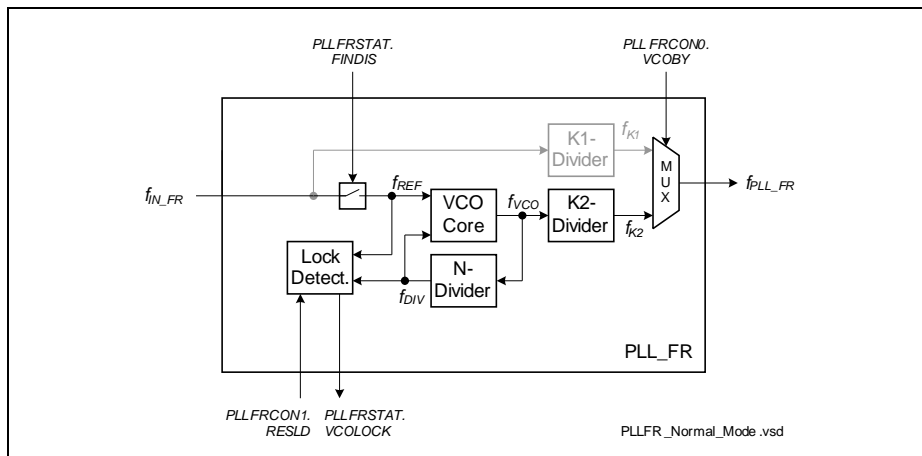 PLLFRSTAT.
FINDIS
PLLFRCON0.
VCOBY
K1-
Divider
fK1
MUX
fIN_FR
fREF
VCO
Core
fVCO
K2-
Divider
fK2
fPLL_FR
Lock
Detect.
fDIV
N-
Divider
PLL_FR
PLLFRCON1.
RESLD
PLLFRSTAT.
VCOLOCK
PLLFR_Normal_Mode.vsd